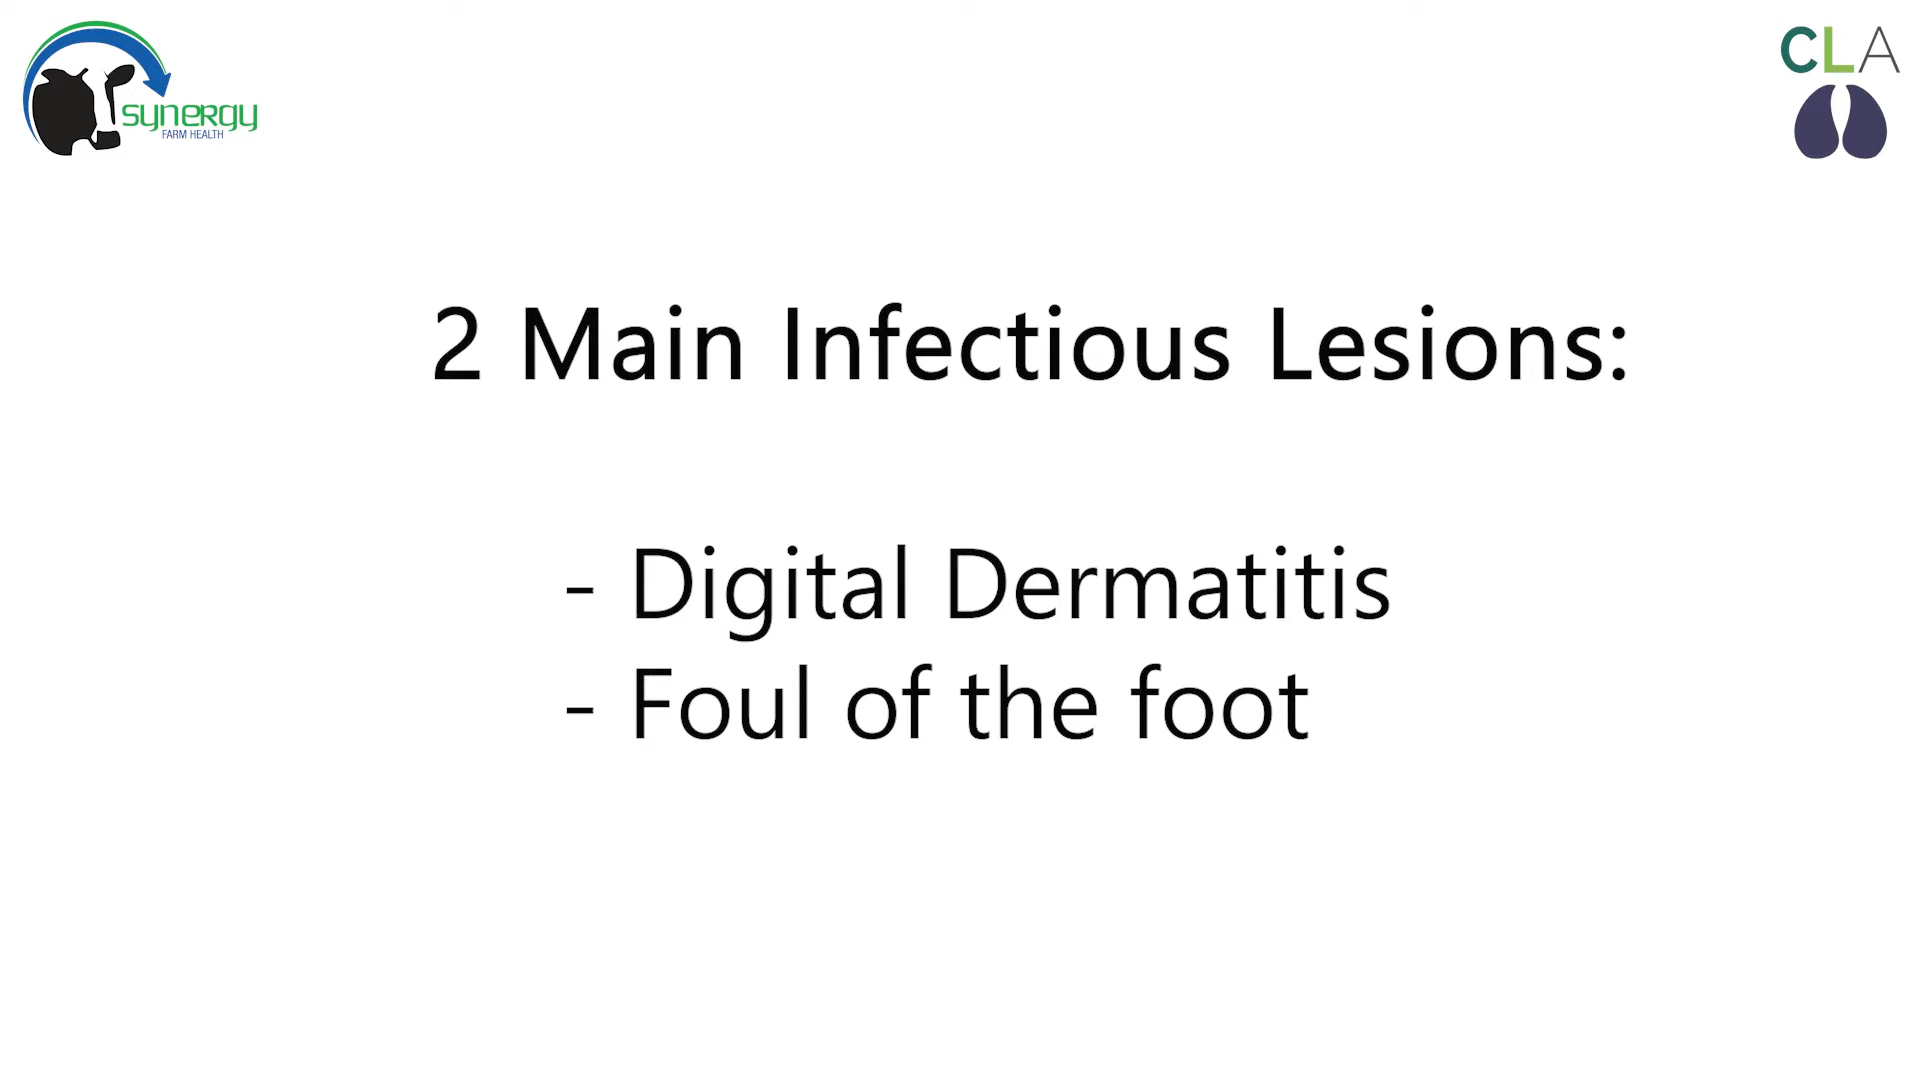 synergy
FARM HEALTH
CLA
2 Main Infectious Lesions:
- Digital Dermatitis
- Foul of the foot